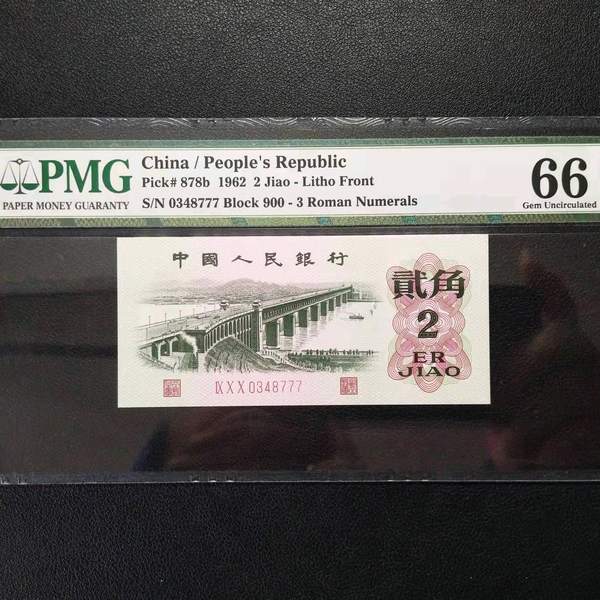 PMG
PAPER MONEY GUARANTY
China / People's Republic
Pick# 878b 1962 2 Jiao - Litho Front
S/N 0348777 Block 900 - 3 Roman Numerals
66
Gem Uncirculated
中國人民銀行
貳角
2
ER
JIAO
IX X X 0348777